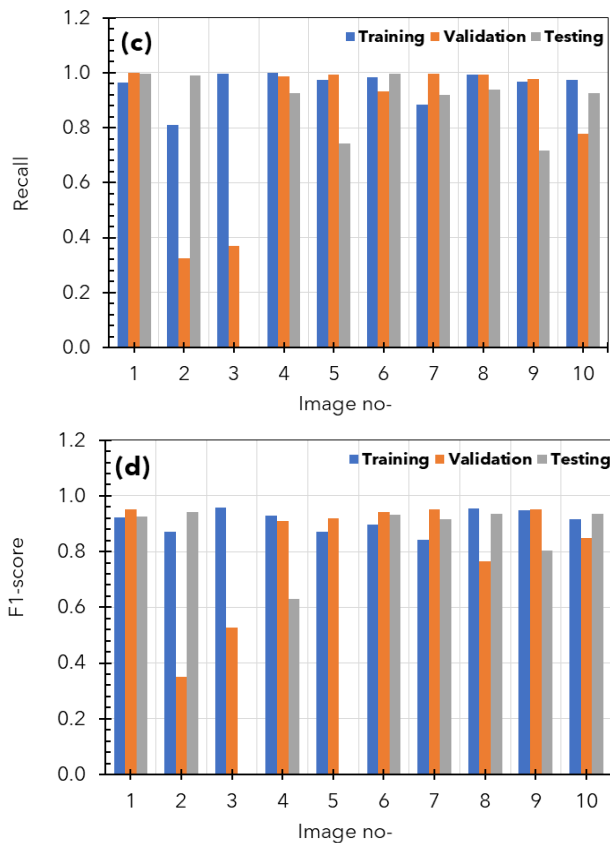 (c)
Training Validation Testing
Recall
1.2
1.0
0.8
0.6
0.4
0.2
0.0
1 2 3 4 5 6 7 8 9 10
Image no-
(d)
Training Validation Testing
F1-score
1.2
1.0
0.8
0.6
0.4
0.2
0.0
1 2 3 4 5 6 7 8 9 10
Image no-